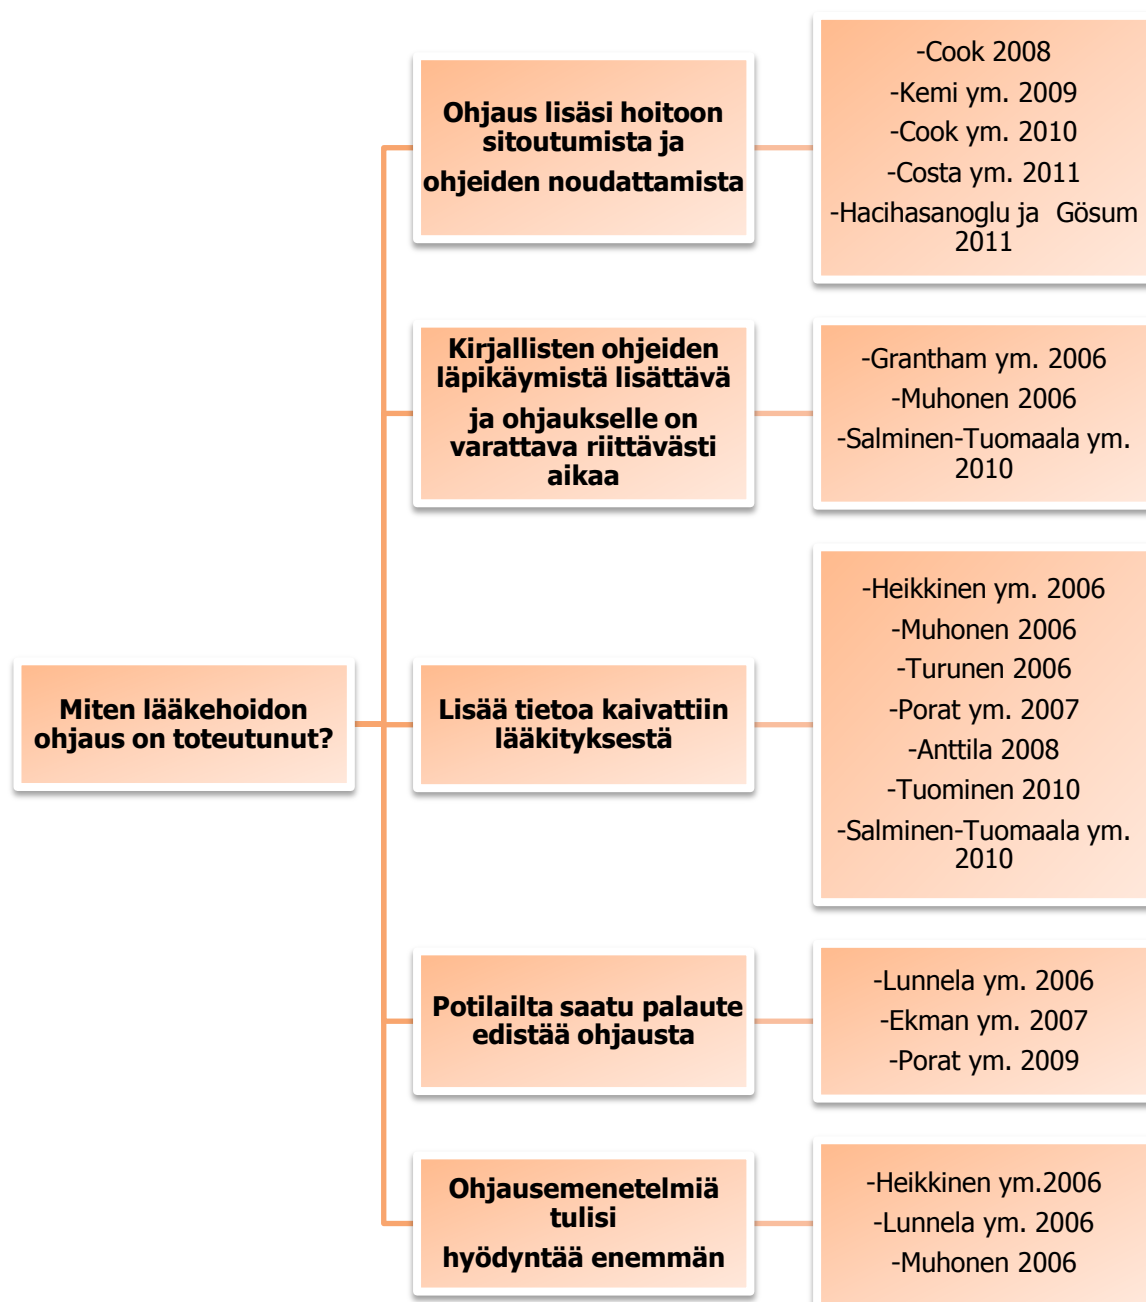 Miten lääkehoidon
ohjaus on toteutunut?
Ohjaus lisäsi hoitoon
sitoutumista ja
ohjeiden noudattamista
-Cook 2008
-Kemi ym. 2009
-Cook ym. 2010
-Costa ym. 2011
-Hacihasanoglu ja Gösum
2011
Kirjallisten ohjeiden
läpikäymistä lisättävä
ja ohjaukselle on
varattava riittävästi
aikaa
-Grantham ym. 2006
-Muhonen 2006
-Salminen-Tuomaala ym.
2010
Lisää tietoa kaivattiin
lääkityksestä
-Heikkinen ym. 2006
-Muhonen 2006
-Turunen 2006
-Porat ym. 2007
-Anttila 2008
-Tuominen 2010
-Salminen-Tuomaala ym.
2010
Potilailta saatu palaute
edistää ohjausta
-Lunnela ym. 2006
-Ekman ym. 2007
-Porat ym. 2009
Ohjausemenetelmiä
tulisi
hyödyntää enemmän
-Heikkinen ym.2006
-Lunnela ym. 2006
-Muhonen 2006